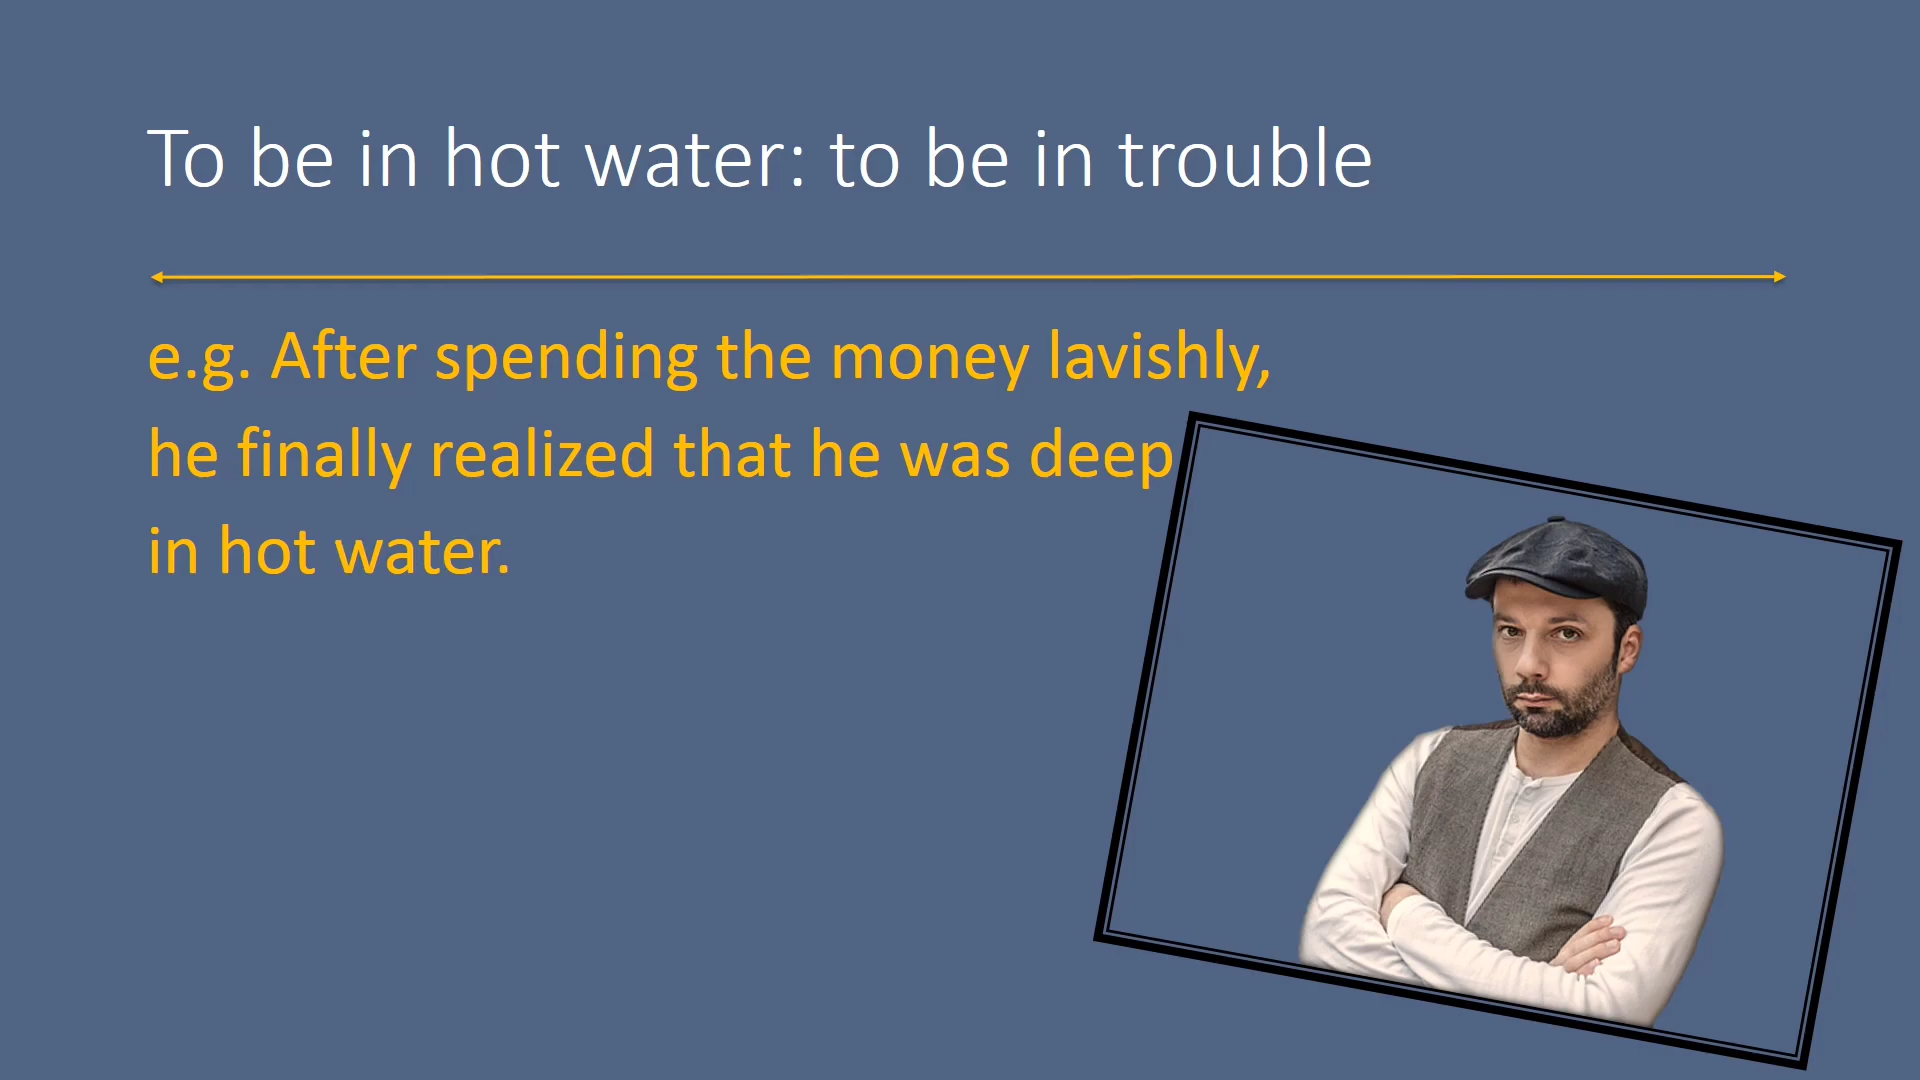 To be in hot water: to be in trouble
e.g. After spending the money lavishly,
he finally realized that he was deep
in hot water.